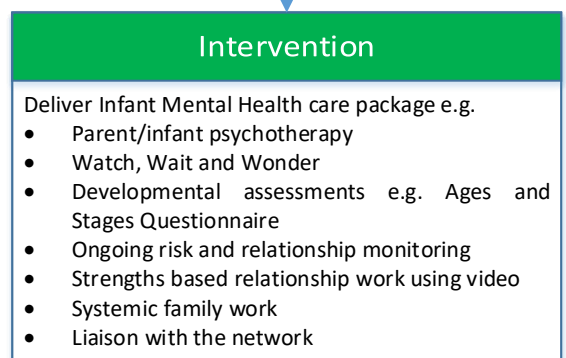 Intervention
Deliver Infant Mental Health care package e.g.
• Parent/infant psychotherapy
• Watch, Wait and Wonder
• Developmental assessments e.g. Ages and
Stages Questionnaire
• Ongoing risk and relationship monitoring
• Strengths based relationship work using video
• Systemic family work
• Liaison with the network